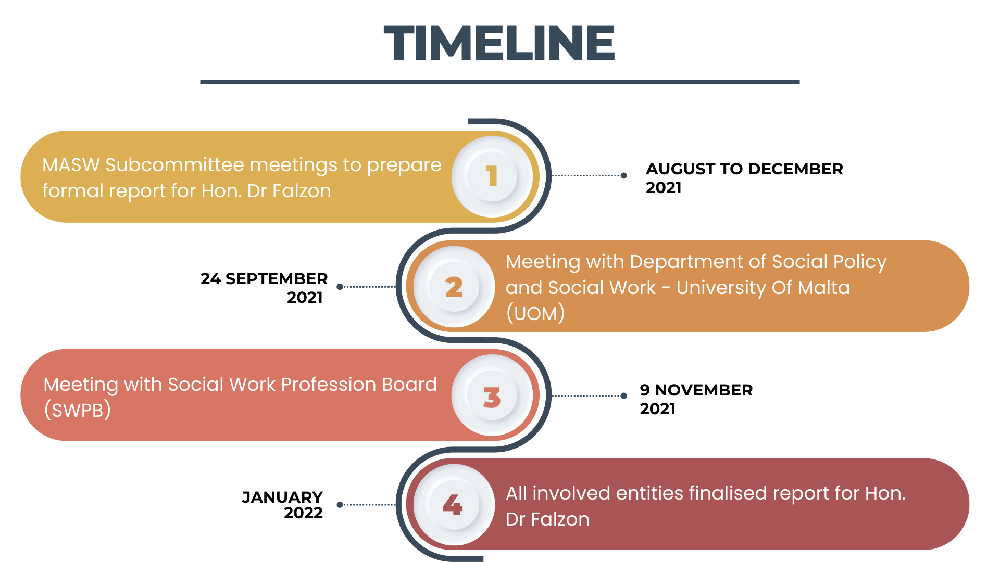 TIMELINE
MASW Subcommittee meetings to prepare
formal report for Hon. Dr Falzon
1
AUGUST TO DECEMBER
2021
24 SEPTEMBER
2021
2
Meeting with Department of Social Policy
and Social Work - University Of Malta
(UOM)
Meeting with Social Work Profession Board
(SWPB)
3
9 NOVEMBER
2021
JANUARY
2022
4
All involved entities finalised report for Hon.
Dr Falzon